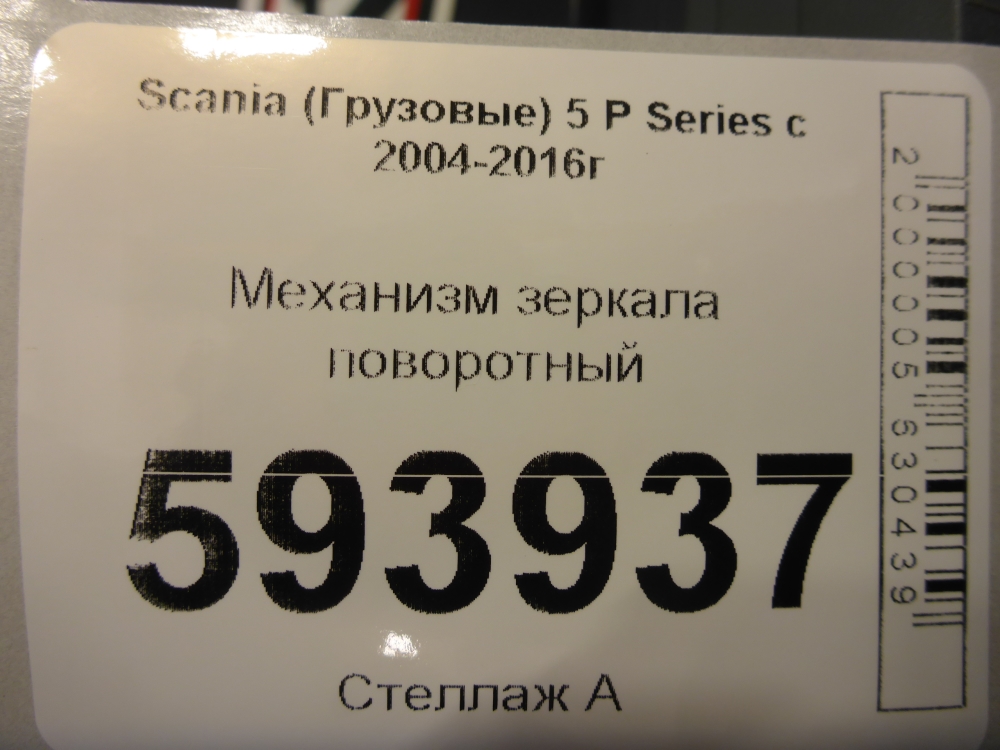 Scania (Грузовые) 5 P Series с
2004-2016г
Механизм зеркала
поворотный
593937
Стеллаж А
2000005630439